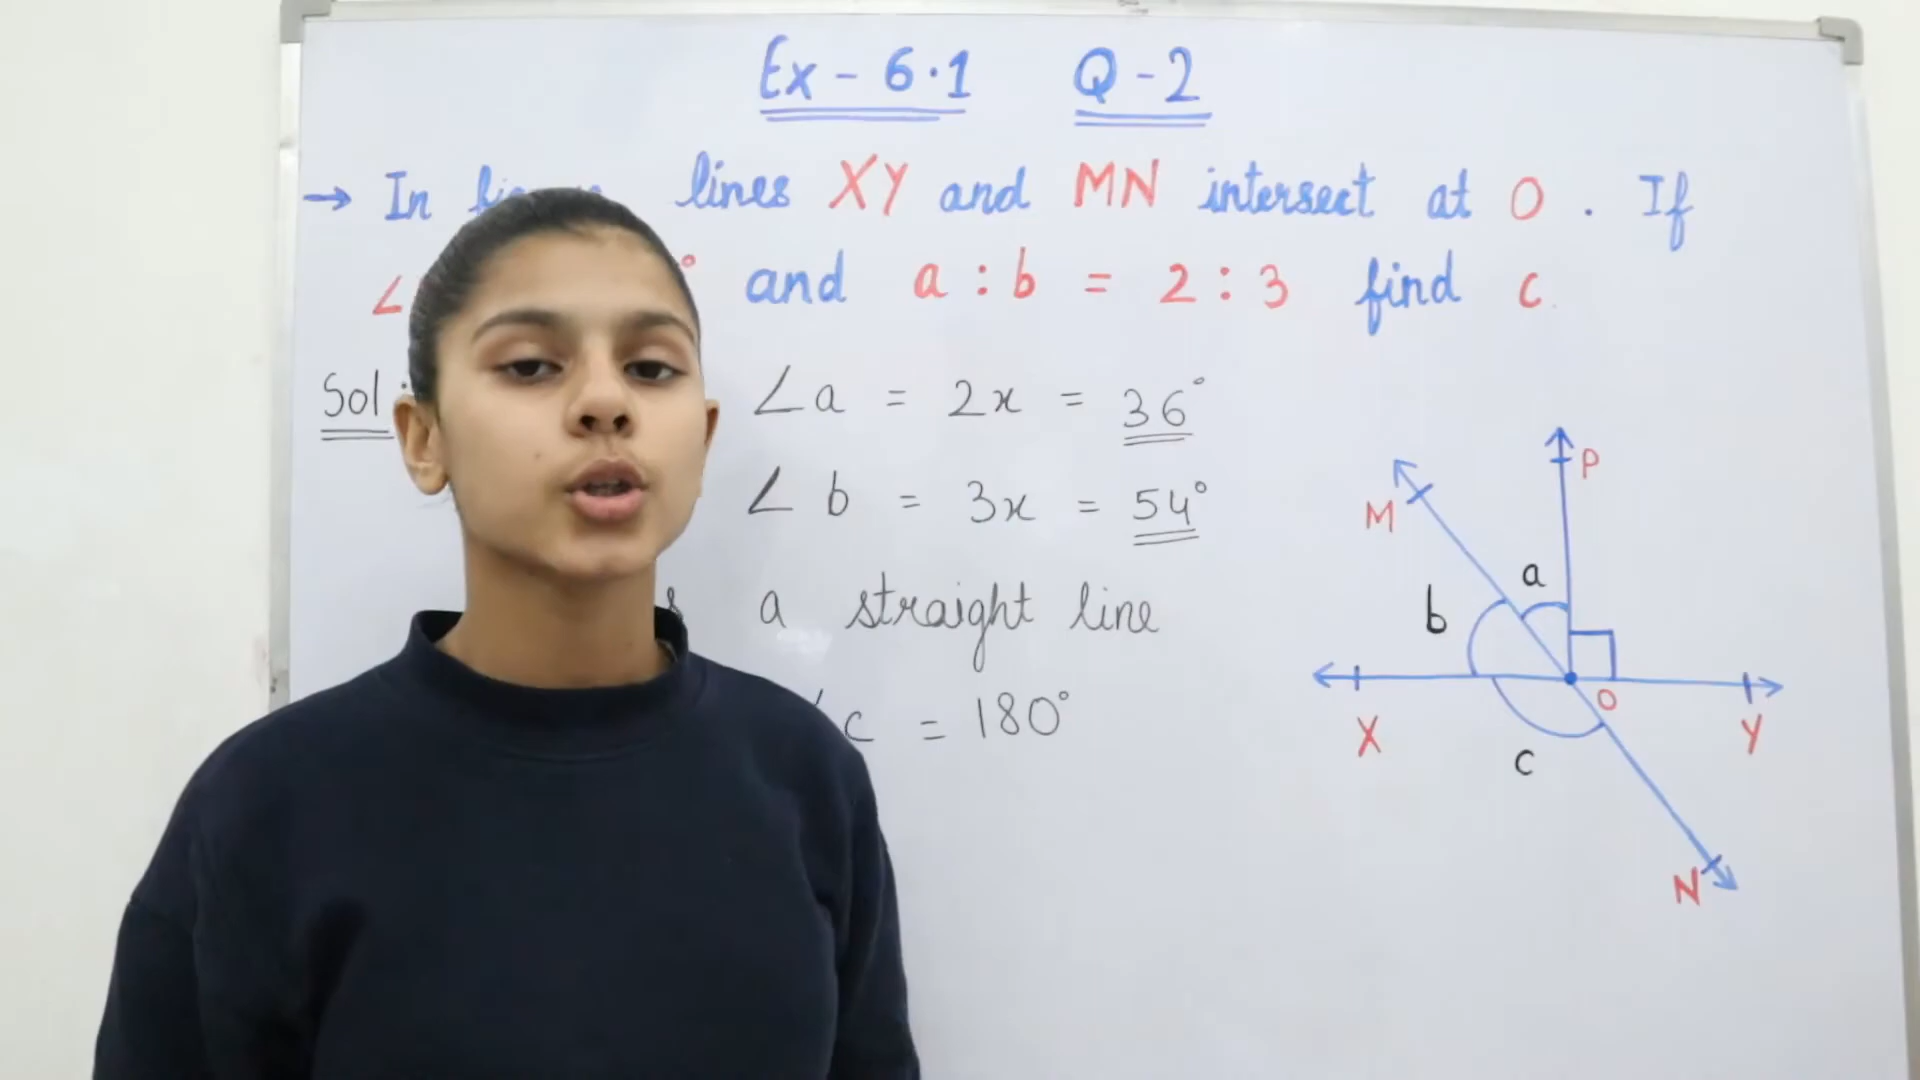 Ex - 6.1 Q - 2
→ In lines XY and MN intersect at O . If
∠ ° and a : b = 2 : 3 find c
Sol : ∠a = 2x = 36°
∠b = 3x = 54°
a straight line
∠c = 180°
P
M
a
b
O
X
Y
c
N